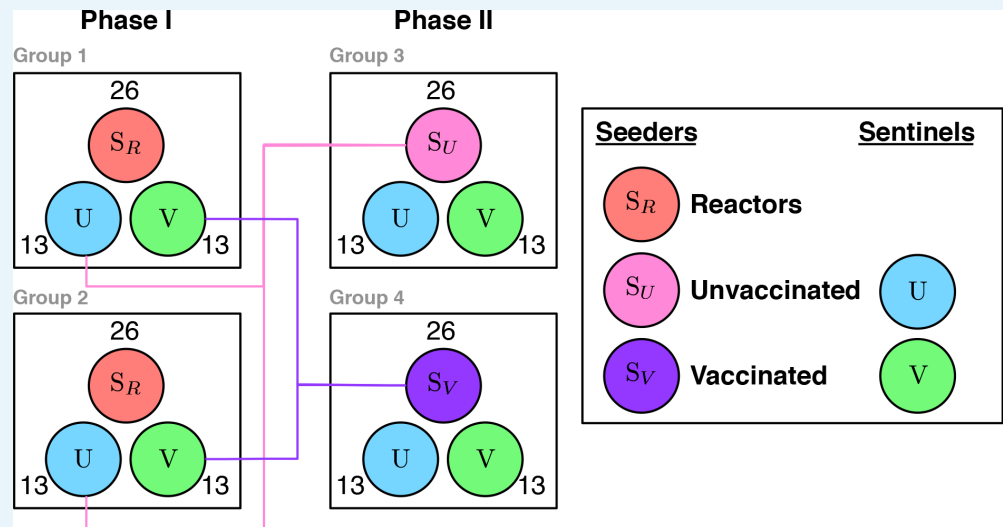 Phase I
Phase II
Group 1
Group 3
26
26
S_R
S_U
U
V
U
V
13
13
13
13
Group 2
Group 4
26
26
S_R
S_V
U
V
U
V
13
13
13
13
Seeders
Sentinels
S_R Reactors
S_U Unvaccinated U
S_V Vaccinated V